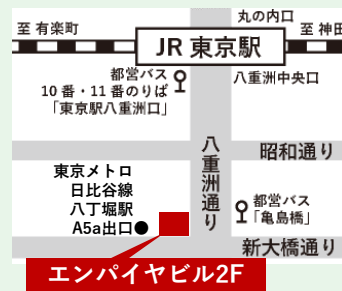 丸の内口
至 有楽町
至 神田
JR 東京駅
都営バス
10 番・11 番のりば
「東京駅八重洲口」
八重洲中央口
八重洲通り
昭和通り
東京メトロ
日比谷線
八丁堀駅
A5a出口●
都営バス
「亀島橋」
新大橋通り
エンパイヤビル2F